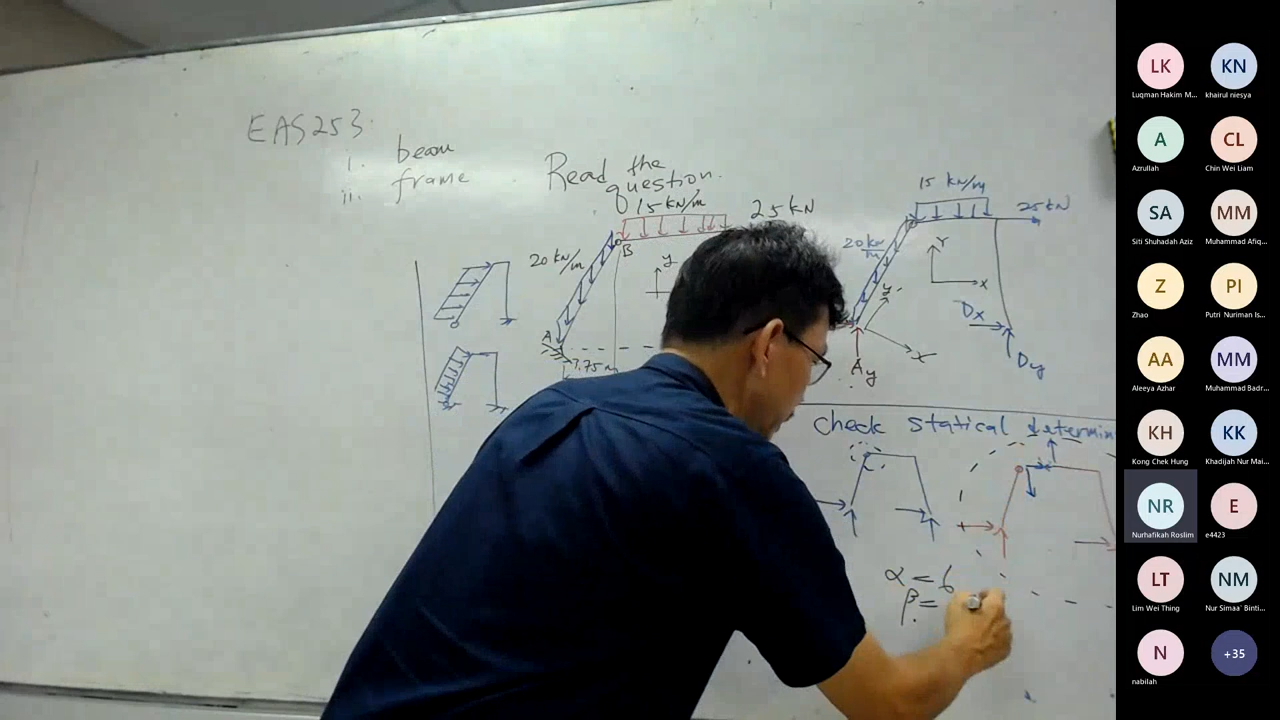 EAS253
i. beam
ii. frame
Read the
question.
15 kN/m
25 kN
20 kN/m
B
y
A
7.75 m
15 kN/m
25 kN
20 kN/m
Y
x
y
x
Ay
Dx
Dy
check statical determin
α = 6
β =
LK
Luqman Hakim M...
KN
khairul niesya
A
Azrullah
CL
Chin Wei Liam
SA
Siti Shuhadah Aziz
MM
Muhammad Afiq...
Z
Zhao
PI
Putri Nuriman Is...
AA
Aleeya Azhar
MM
Muhammad Badr...
KH
Kong Chek Hung
KK
Khadijah Nur Mai...
NR
Nurhafikah Roslim
E
e4423
LT
Lim Wei Thing
NM
Nur Simaa` Binti...
N
nabilah
+35